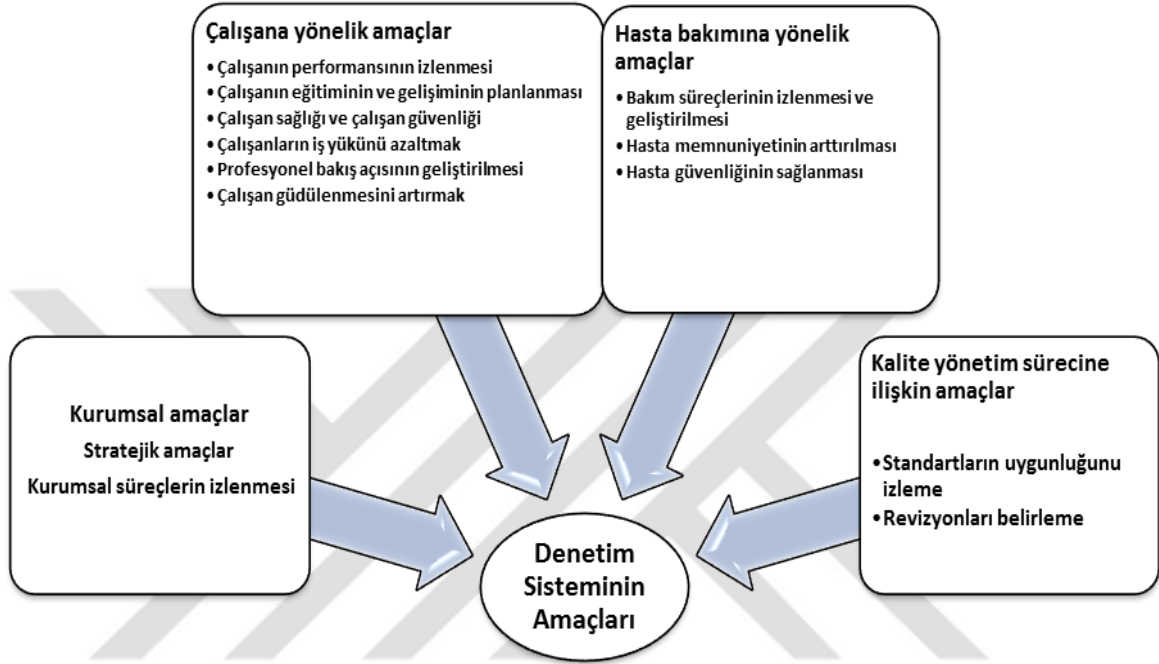 Çalışana yönelik amaçlar
• Çalışanın performansının izlenmesi
• Çalışanın eğitiminin ve gelişiminin planlanması
• Çalışan sağlığı ve çalışan güvenliği
• Çalışanların iş yükünü azaltmak
• Profesyonel bakış açısının geliştirilmesi
• Çalışan güdülenmesini artırmak
Hasta bakımına yönelik
amaçlar
• Bakım süreçlerinin izlenmesi ve
geliştirilmesi
• Hasta memnuniyetinin arttırılması
• Hasta güvenliğinin sağlanması
Kurumsal amaçlar
Stratejik amaçlar
Kurumsal süreçlerin izlenmesi
Kalite yönetim sürecine
ilişkin amaçlar
• Standartların uygunluğunu
izleme
• Revizyonları belirleme
Denetim
Sisteminin
Amaçları